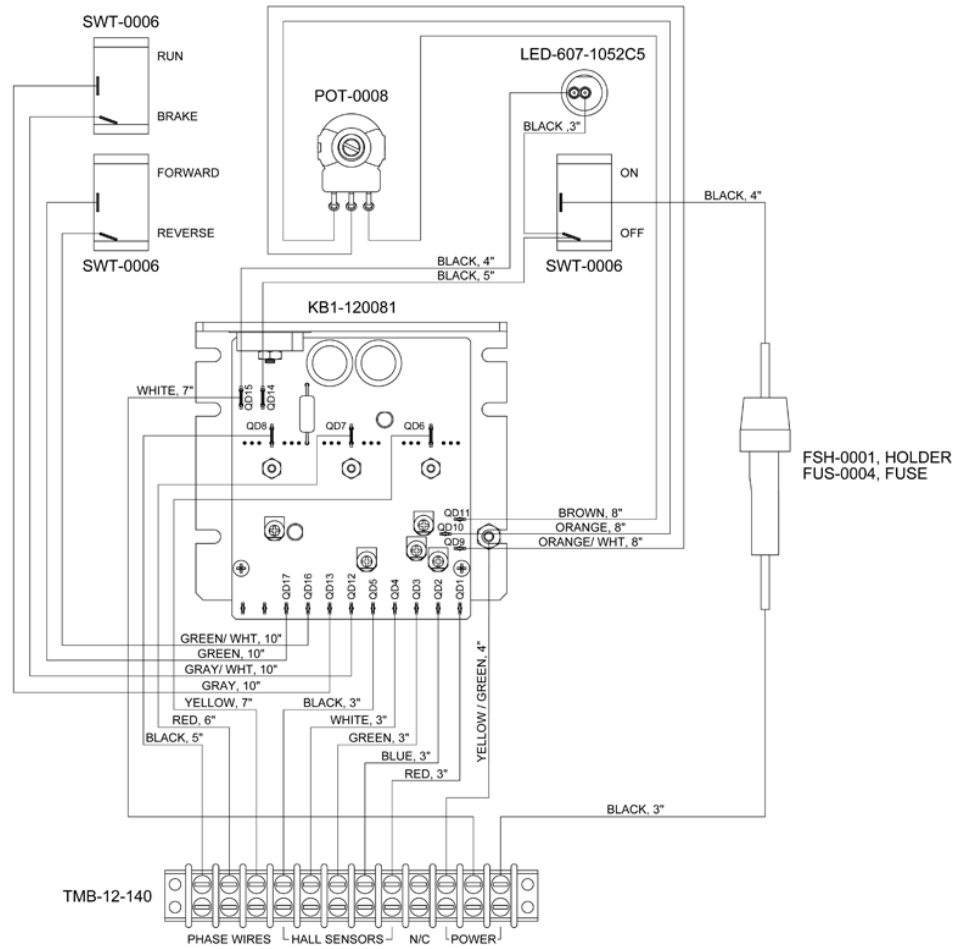 SWT-0006
RUN
BRAKE
FORWARD
REVERSE
SWT-0006
POT-0008
LED-607-1052C5
BLACK ,3"
ON
OFF
SWT-0006
BLACK, 4"
BLACK, 4"
BLACK, 5"
KB1-120081
WHITE, 7"
QD15
QD14
QD8
QD7
QD6
FSH-0001, HOLDER
FUS-0004, FUSE
QD11
BROWN, 8"
QD10
ORANGE, 8"
QD9
ORANGE/ WHT, 8"
QD17
QD16
QD13
QD12
QD5
QD4
QD3
QD2
QD1
GREEN/ WHT, 10"
GREEN, 10"
GRAY/ WHT, 10"
GRAY, 10"
YELLOW, 7"
RED, 6"
BLACK, 5"
BLACK, 3"
WHITE, 3"
GREEN, 3"
BLUE, 3"
RED, 3"
YELLOW / GREEN, 4"
BLACK, 3"
TMB-12-140
PHASE WIRES
HALL SENSORS
N/C
POWER